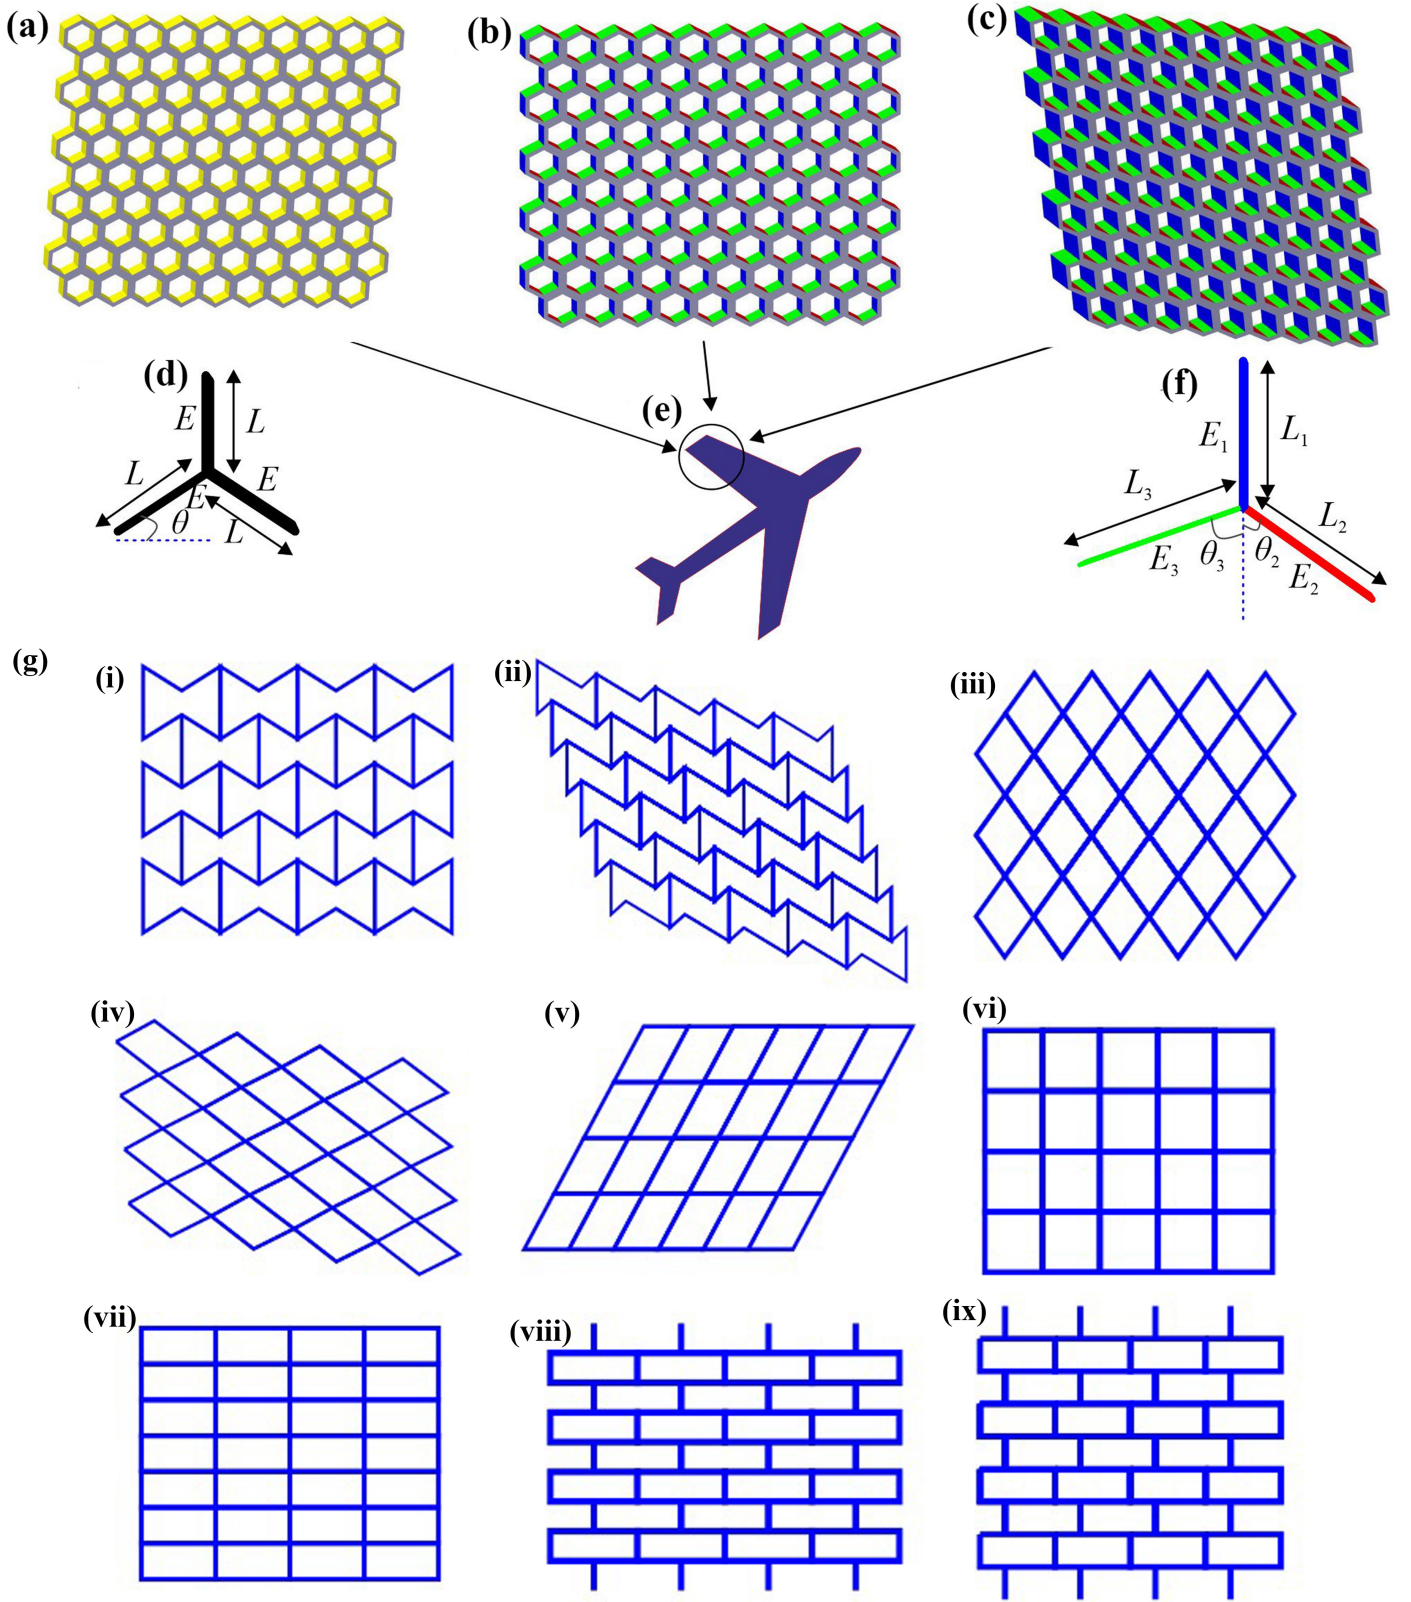 (a)
(b)
(c)
(d)
E
L
L
E
E
θ
L
(e)
(f)
E1
L1
L3
L2
E3
θ3
θ2
E2
(g)
(i)
(ii)
(iii)
(iv)
(v)
(vi)
(vii)
(viii)
(ix)